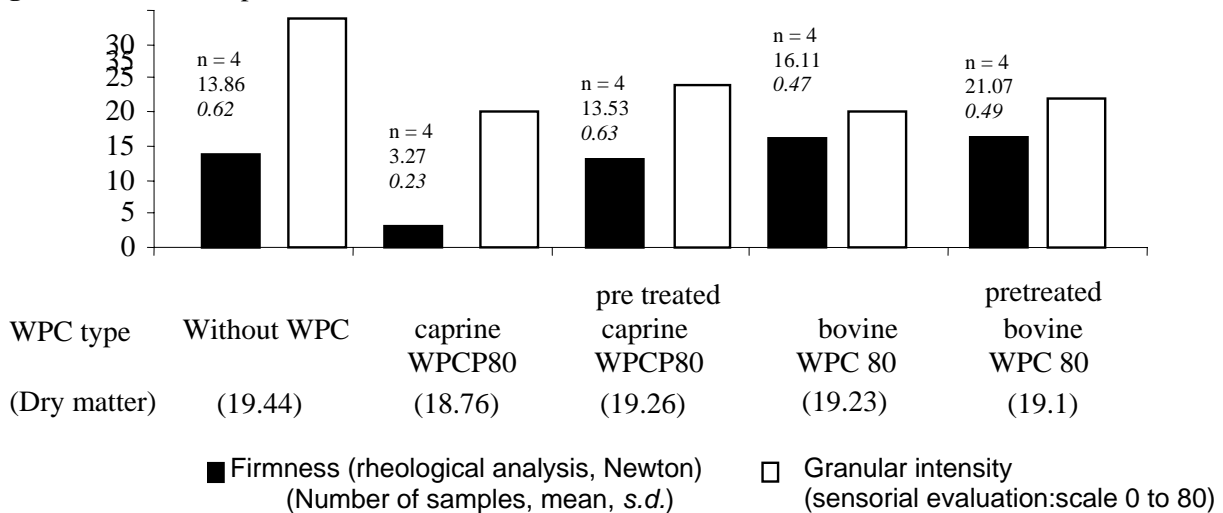 30
35
25
20
15
10
5
0
n = 4
13.86
0.62
n = 4
3.27
0.23
n = 4
13.53
0.63
n = 4
16.11
0.47
n = 4
21.07
0.49
WPC type
Without WPC
caprine
WPCP80
pre treated
caprine
WPCP80
bovine
WPC 80
pretreated
bovine
WPC 80
(Dry matter) (19.44) (18.76) (19.26) (19.23) (19.1)
Firmness (rheological analysis, Newton)
(Number of samples, mean, s.d.)
Granular intensity
(sensorial evaluation:scale 0 to 80)